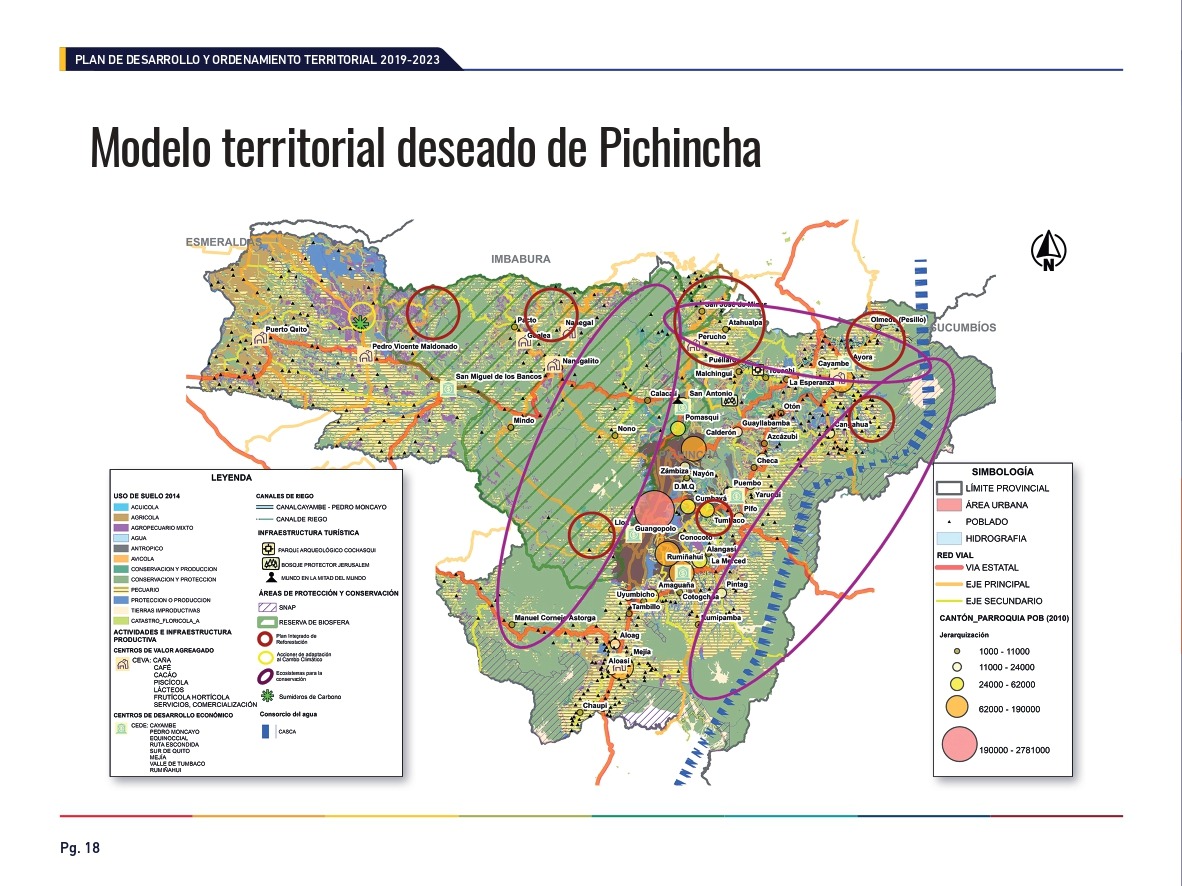 PLAN DE DESARROLLO Y ORDENAMIENTO TERRITORIAL 2019-2023
Modelo territorial deseado de Pichincha
ESMERALDAS
IMBABURA
SUCUMBÍOS
N
San José de Minas
Olmedo (Pesillo)
Pacto
Nanegal
Atahualpa
Puerto Quito
Gualea
Perucho
Pedro Vicente Maldonado
Puéllaro
Cayambe
Ayora
Nanegalito
Malchinguí
Tocachi
San Miguel de los Bancos
La Esperanza
Calacalí
San Antonio
Otón
Mindo
Pomasqui
Nono
Calderón
Guayllabamba
Cangahua
Azcázubi
Checa
Zámbiza
Nayón
D.M.Q
Puembo
Cumbayá
Yaruquí
Pifo
Tumbaco
Guangopolo
Conocoto
Alangasí
Rumiñahui
La Merced
Amaguaña
Pintag
Uyumbicho
Cotogchoa
Tambillo
Rumipamba
Manuel Cornejo Astorga
Aloag
Mejía
Aloasí
Chaupi
LEYENDA
USO DE SUELO 2014
ACUICOLA
AGRICOLA
AGROPECUARIO MIXTO
AGUA
ANTROPICO
AVICOLA
CONSERVACION Y PRODUCCION
CONSERVACION Y PROTECCION
PECUARIO
PROTECCION O PRODUCCION
TIERRAS IMPRODUCTIVAS
CATASTRO_FLORICOLA_A
ACTIVIDADES E INFRAESTRUCTURA
PRODUCTIVA
CENTROS DE VALOR AGREAGADO
CEVA: CAÑA
CAFÉ
CACÃO
PISCÍCOLA
LÁCTEOS
FRUTÍCOLA HORTÍCOLA
SERVICIOS, COMERCIALIZACIÓN
CENTROS DE DESARROLLO ECONÓMICO
CEDE: CAYAMBE
PEDRO MONCAYO
EQUINOCCIAL
RUTA ESCONDIDA
SUR DE QUITO
MEJÍA
VALLE DE TUMBACO
RUMIÑAHUI
CANALES DE RIEGO
CANALCAYAMBE - PEDRO MONCAYO
CANALDE RIEGO
INFRAESTRUCTURA TURÍSTICA
PARQUE ARQUEOLÓGICO COCHASQUI
BOSQUE PROTECTOR JERUSALEM
MUNCO EN LA MITAD DEL MUNDO
ÁREAS DE PROTECCIÓN Y CONSERVACIÓN
SNAP
RESERVA DE BIOSFERA
Plan Integrado de
Reforestación
Acciones de adaptación
al Cambio Climático
Ecosistemas para la
conservación
Sumideros de Carbono
Consorcio del agua
CASCA
SIMBOLOGÍA
LÍMITE PROVINCIAL
ÁREA URBANA
POBLADO
HIDROGRAFIA
RED VIAL
VIA ESTATAL
EJE PRINCIPAL
EJE SECUNDARIO
CANTÓN_PARROQUIA POB (2010)
Jerarquización
1000 - 11000
11000 - 24000
24000 - 62000
62000 - 190000
190000 - 2781000
Pg. 18